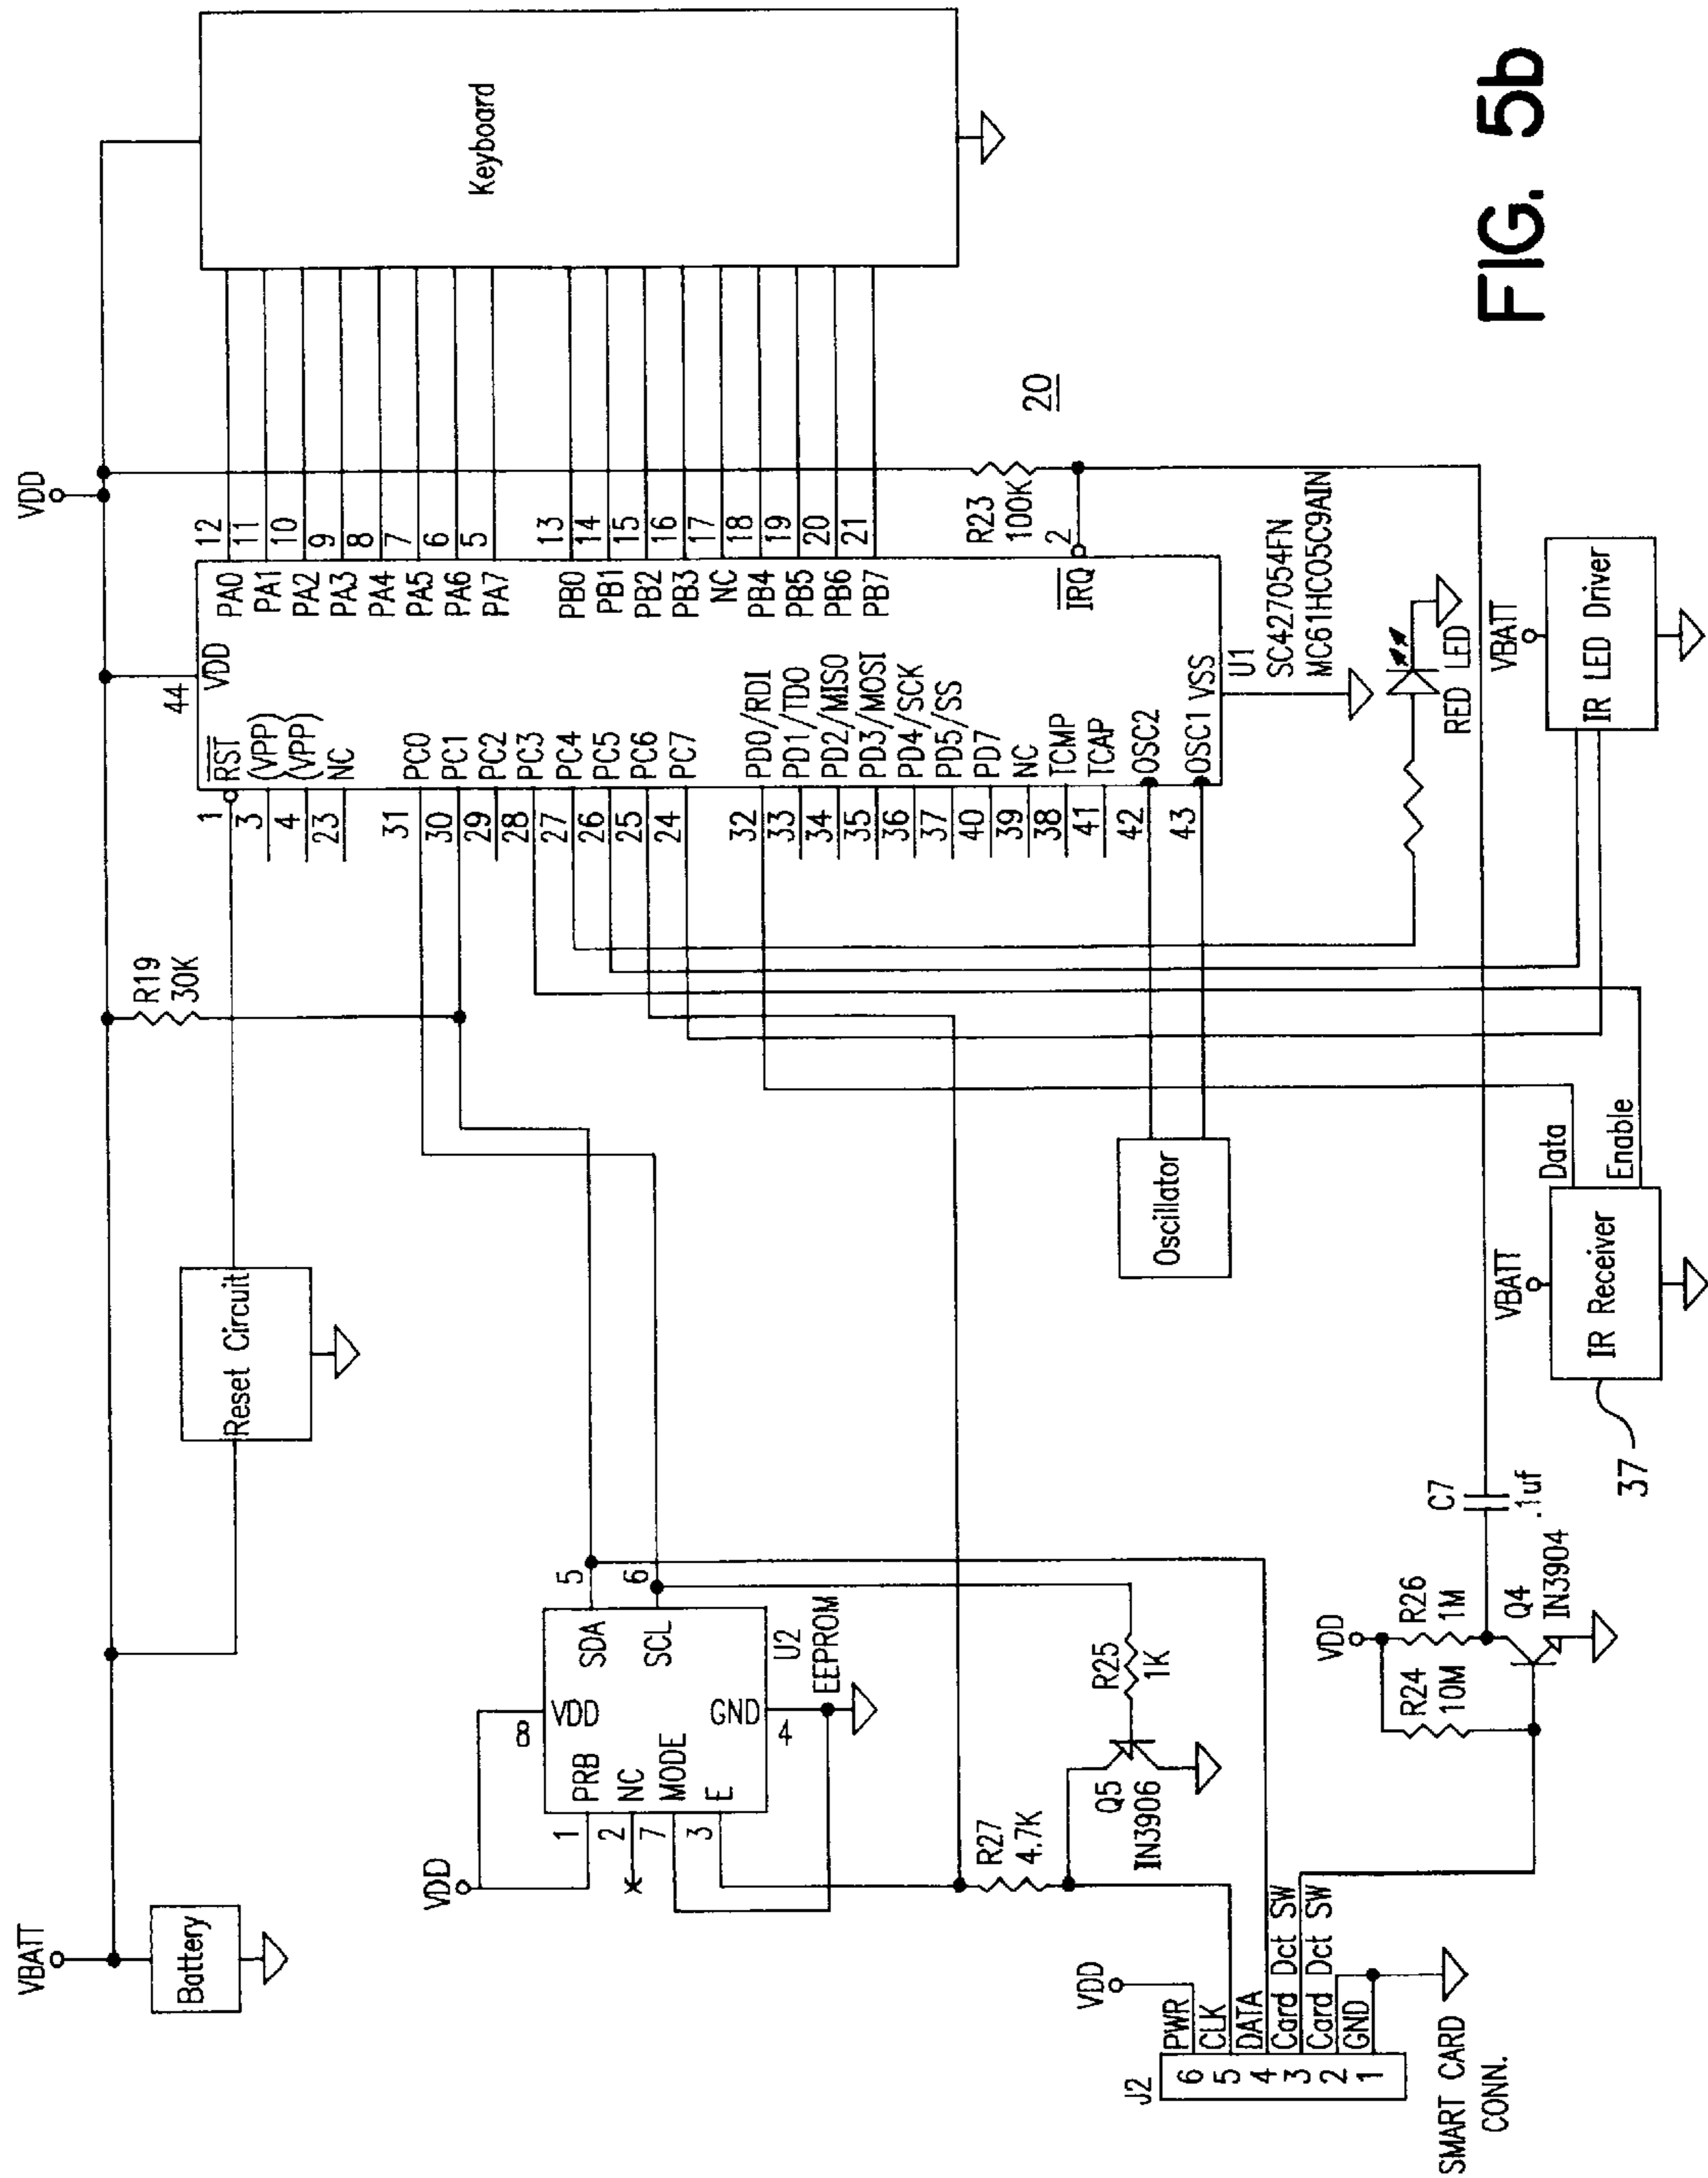 FIG. 5b
20
VBATT
Battery
Reset Circuit
R19
30K
VDD
Keyboard
44
VDD
1
RST
3
(VPP)
4
(VPP)
23
NC
31
PC0
30
PC1
29
PC2
28
PC3
27
PC4
26
PC5
25
PC6
24
PC7
32
PD0/RDI
33
PD1/TDO
34
PD2/MISO
35
PD3/MOSI
36
PD4/SCK
37
PD5/SS
40
PD7
39
NC
38
TCMP
41
TCAP
42
OSC2
43
OSC1
VSS
PA0
12
PA1
11
PA2
10
PA3
9
PA4
8
PA5
7
PA6
6
PA7
5
PB0
13
PB1
14
PB2
15
PB3
16
NC
17
PB4
18
PB5
19
PB6
20
PB7
21
IRQ
2
R23
100K
U1
SC427054FN
MC61HC05C9AIN
RED LED
VBATT
IR LED Driver
Oscillator
Data
Enable
VBATT
IR Receiver
37
VDD
8
VDD
1
PRB
2
NC
7
MODE
3
E
SDA
5
SCL
6
GND
4
U2
EEPROM
R25
1K
Q5
IN3906
R27
4.7K
VDD
R24
10M
R26
1M
Q4
IN3904
C7
.1uf
VDD
J2
6 PWR
5 CLK
4 DATA
3 Card Dct SW
2 Card Dct SW
1 GND
SMART CARD
CONN.